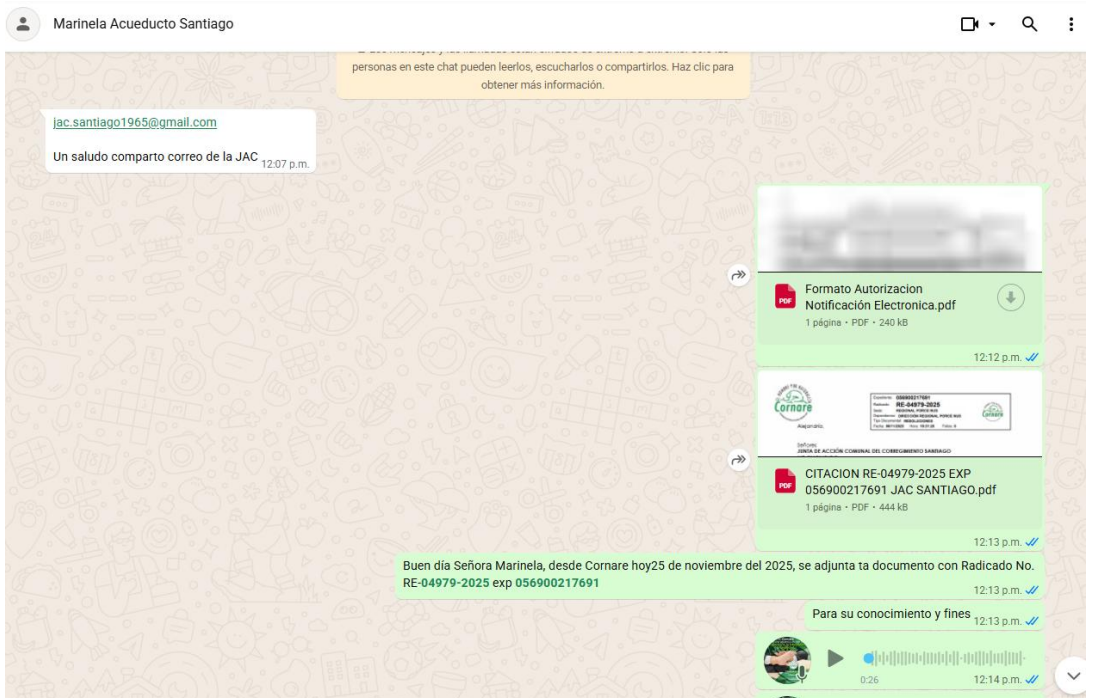 Marinela Acueducto Santiago
personas en este chat pueden leerlos, escucharlos o compartirlos. Haz clic para
obtener más información.
jac.santiago1965@gmail.com
Un saludo comparto correo de la JAC 12:07 p.m.
PDF
Formato Autorizacion
Notificación Electronica.pdf
1 página • PDF • 240 kB
12:12 p.m.
Cornare
RE-04979-2025
Cornare
Señores
JUNTA DE ACCIÓN COMUNAL DEL CORREGIMIENTO SANTIAGO
PDF
CITACION RE-04979-2025 EXP
056900217691 JAC SANTIAGO.pdf
1 página • PDF • 444 kB
12:13 p.m.
Buen día Señora Marinela, desde Cornare hoy25 de noviembre del 2025, se adjunta ta documento con Radicado No.
RE-04979-2025 exp 056900217691
12:13 p.m.
Para su conocimiento y fines 12:13 p.m.
0:26
12:14 p.m.